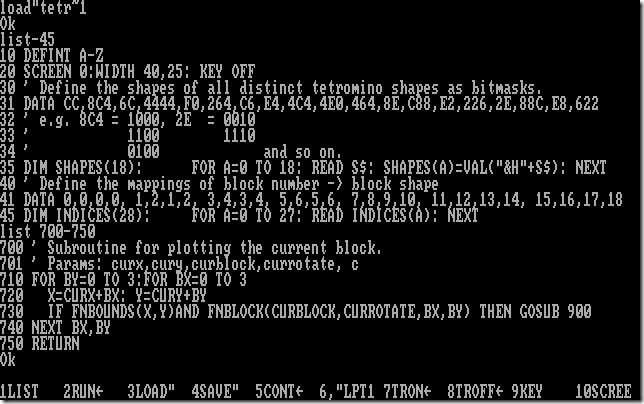 load"tetr~1
Ok
list-45
10 DEFINT A-Z
20 SCREEN 0:WIDTH 40,25: KEY OFF
30 ' Define the shapes of all distinct tetromino shapes as bitmasks.
31 DATA CC,8C4,6C,4444,F0,264,C6,E4,4C4,4E0,464,8E,C88,E2,226,2E,88C,E8,622
32 ' e.g. 8C4 = 1000, 2E  = 0010
33 '            1100        1110
34 '            0100            and so on.
35 DIM SHAPES(18):      FOR A=0 TO 18: READ S$: SHAPES(A)=VAL("&H"+S$): NEXT
40 ' Define the mappings of block number -> block shape
41 DATA 0,0,0,0, 1,2,1,2, 3,4,3,4, 5,6,5,6, 7,8,9,10, 11,12,13,14, 15,16,17,18
45 DIM INDICES(28):     FOR A=0 TO 27: READ INDICES(A): NEXT
list 700-750
700 ' Subroutine for plotting the current block.
701 ' Params: curx,cury,curblock,currotate, c
710 FOR BY=0 TO 3:FOR BX=0 TO 3
720   X=CURX+BX: Y=CURY+BY
730   IF FNBOUNDS(X,Y)AND FNBLOCK(CURBLOCK,CURROTATE,BX,BY) THEN GOSUB 900
740 NEXT BX,BY
750 RETURN
Ok
1LIST   2RUN←   3LOAD"  4SAVE"  5CONT←  6,"LPT1 7TRON←  8TROFF← 9KEY    10SCREE